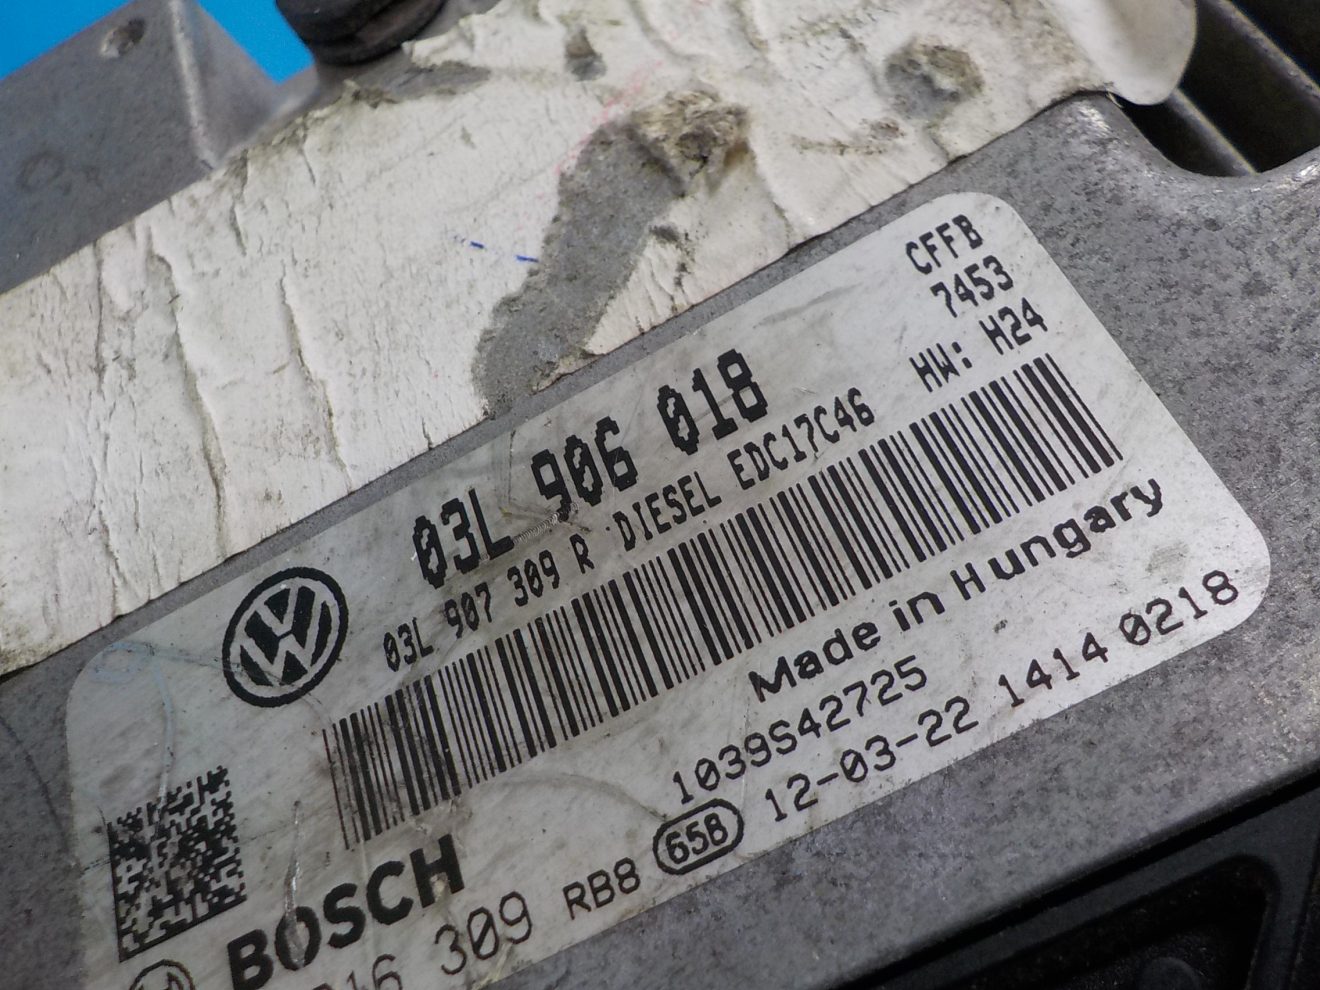 CFFB
7453
03L 906 018
HW: H24
03L 907 309 R DIESEL EDC17C46
Made in Hungary
1039S42725
BOSCH
16 309 RB8 658 12-03-22 1414 0218